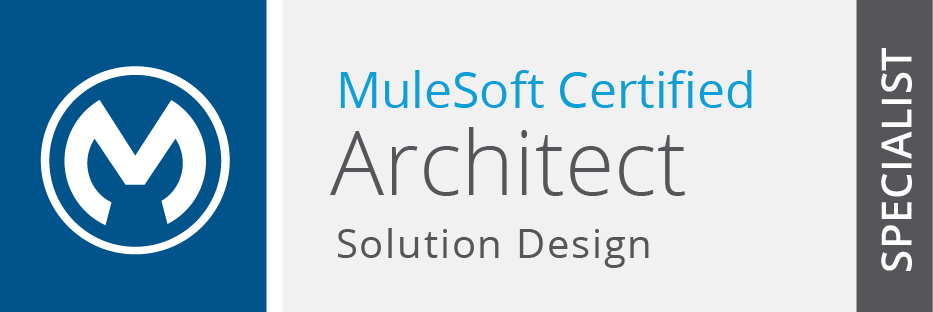 MuleSoft Certified
Architect
Solution Design
SPECIALIST